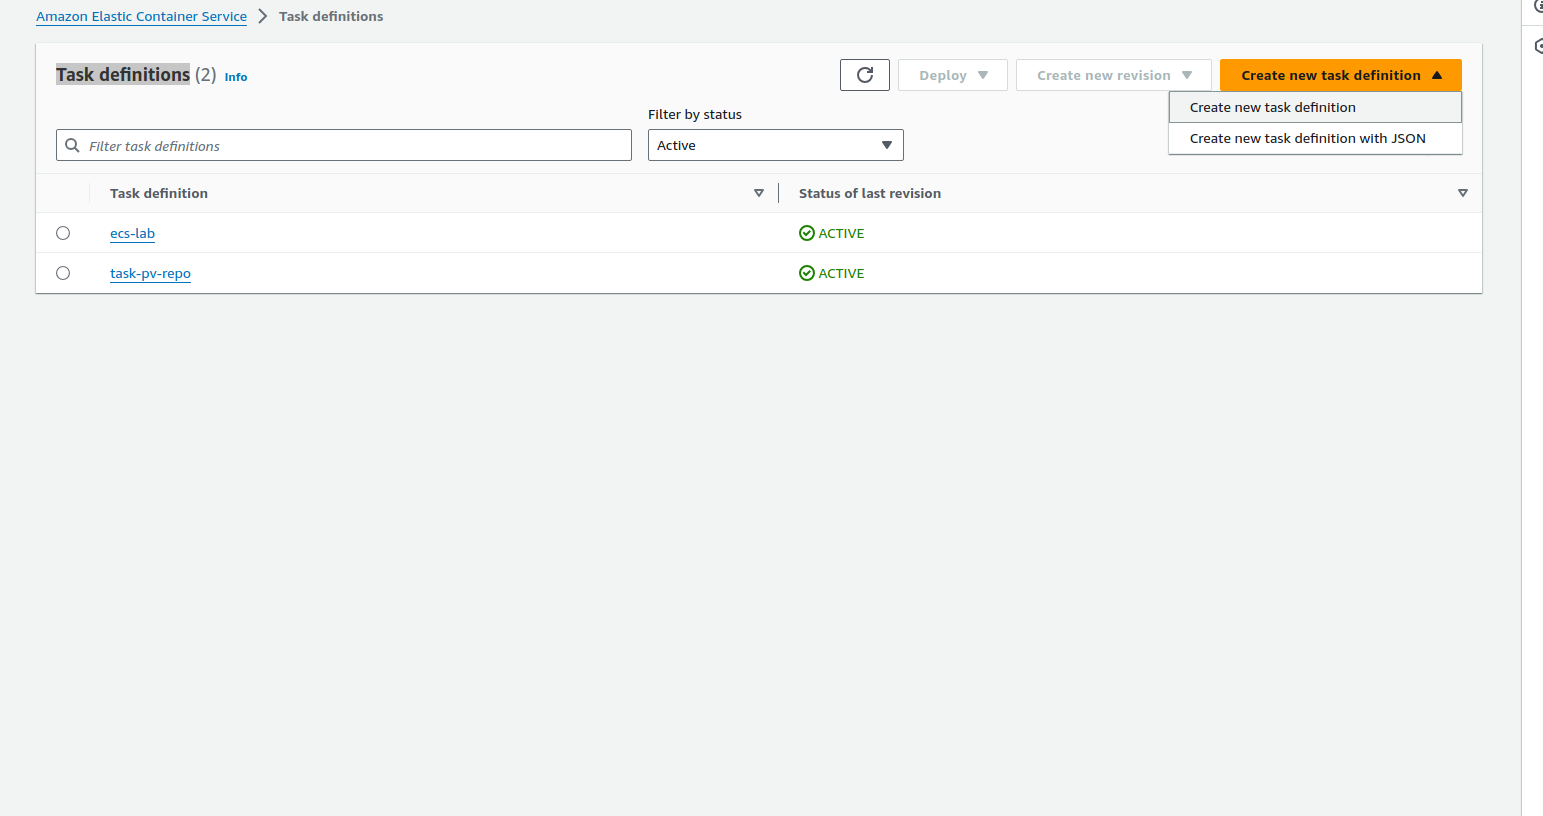 Amazon Elastic Container Service Task definitions
Task definitions (2) Info
Deploy
Create new revision
Create new task definition
Create new task definition
Create new task definition with JSON
Filter by status
Filter task definitions
Active
Task definition Status of last revision
ecs-lab ACTIVE
task-pv-repo ACTIVE